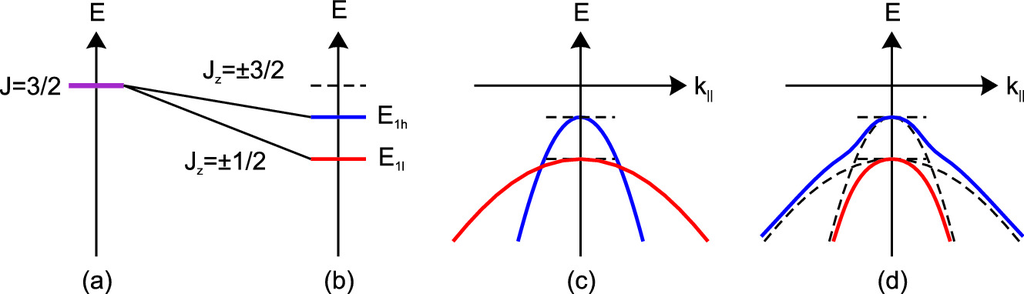 E
J=3/2
(a)
E
J_z=±3/2
J_z=±1/2
E_1h
E_1l
(b)
E
k_||
(c)
E
k_||
(d)